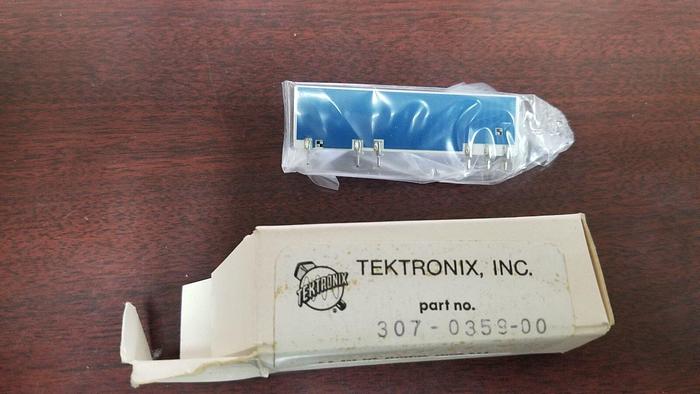 TEKTRONIX
®
TEKTRONIX, INC.
part no.
307-0359-00